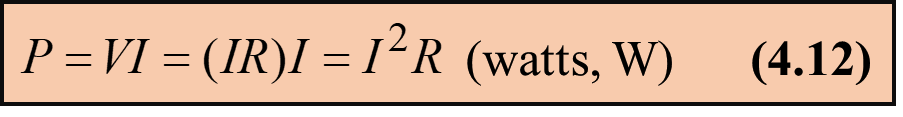 P = VI = (IR)I = I²R (watts, W) (4.12)